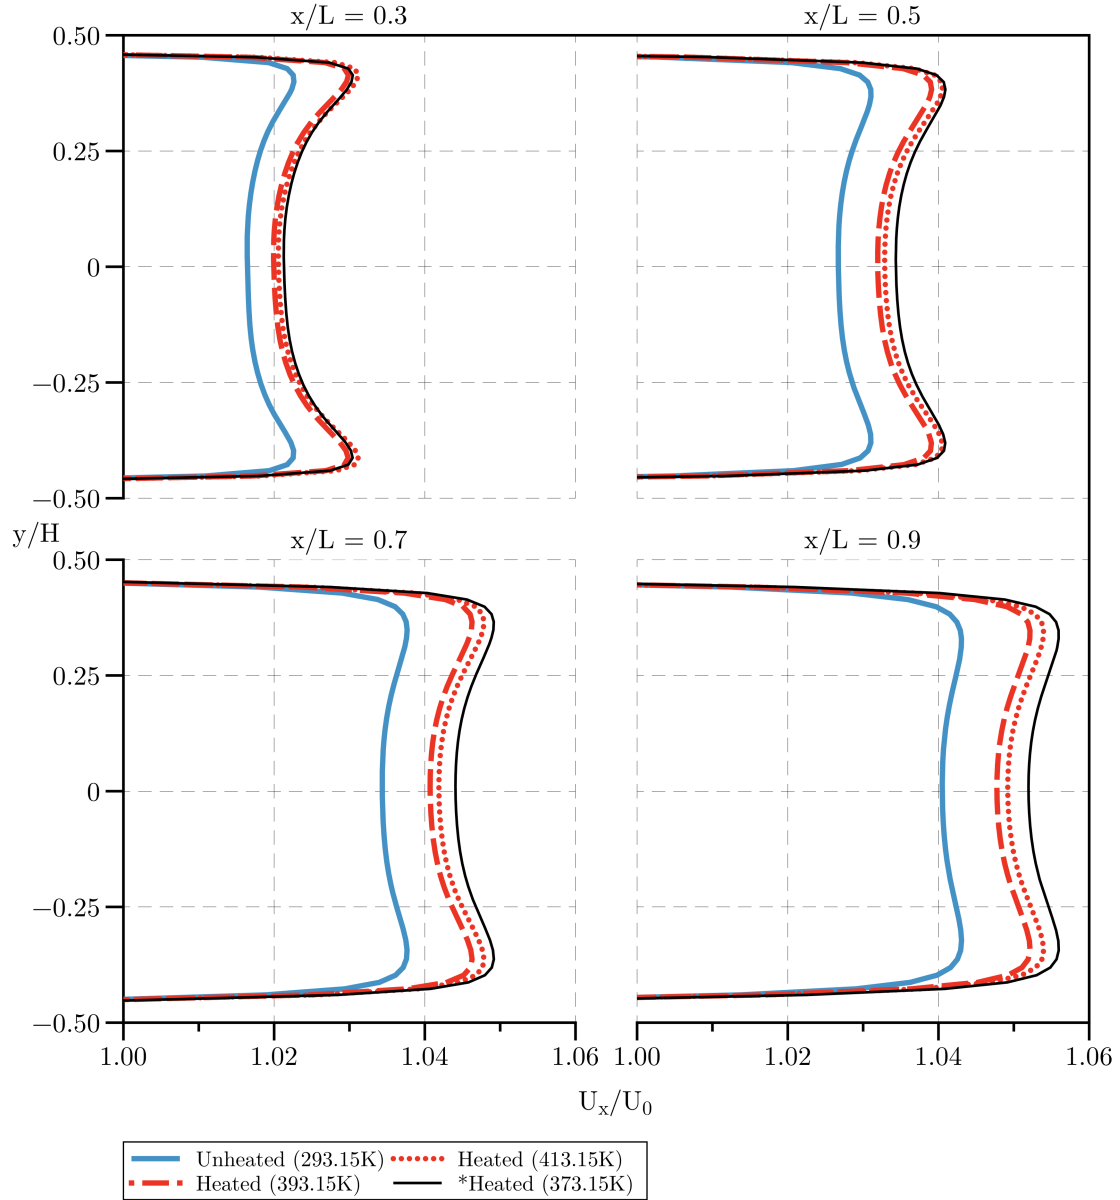 x/L = 0.3 x/L = 0.5
0.50
0.25
0
−0.25
−0.50
y/H
x/L = 0.7 x/L = 0.9
0.50
0.25
0
−0.25
−0.50
1.00 1.02 1.04 1.06 1.00 1.02 1.04 1.06
Uₓ/U₀
Unheated (293.15K) Heated (413.15K)
Heated (393.15K) *Heated (373.15K)